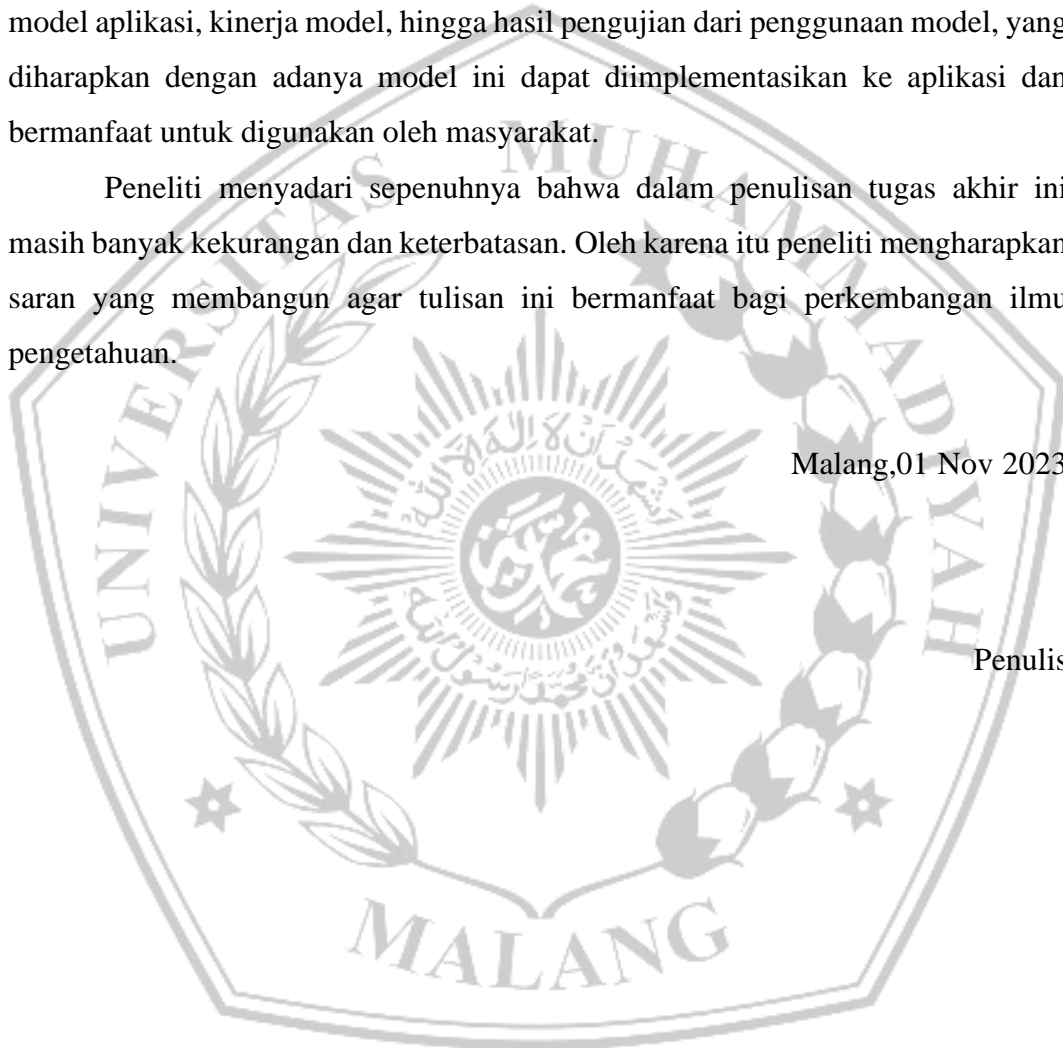 model aplikasi, kinerja model, hingga hasil pengujian dari penggunaan model, yang
diharapkan dengan adanya model ini dapat diimplementasikan ke aplikasi dan
bermanfaat untuk digunakan oleh masyarakat.
Peneliti menyadari sepenuhnya bahwa dalam penulisan tugas akhir ini
masih banyak kekurangan dan keterbatasan. Oleh karena itu peneliti mengharapkan
saran yang membangun agar tulisan ini bermanfaat bagi perkembangan ilmu
pengetahuan.
Malang,01 Nov 2023
Penulis
UNIVERSITAS MUHAMMADIYAH
MALANG